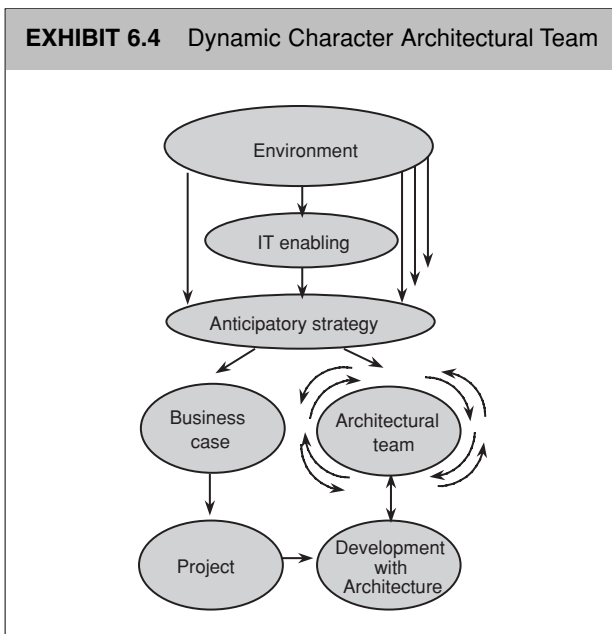 EXHIBIT 6.4 Dynamic Character Architectural Team
Environment
IT enabling
Anticipatory strategy
Business
case
Architectural
team
Project
Development
with
Architecture